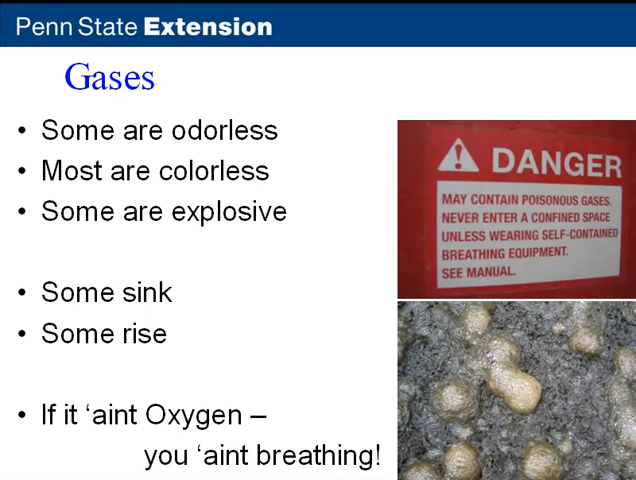 Penn State Extension
Gases
• Some are odorless
• Most are colorless
• Some are explosive
• Some sink
• Some rise
• If it ‘aint Oxygen –
you ‘aint breathing!
DANGER
MAY CONTAIN POISONOUS GASES.
NEVER ENTER A CONFINED SPACE
UNLESS WEARING SELF-CONTAINED
BREATHING EQUIPMENT.
SEE MANUAL.